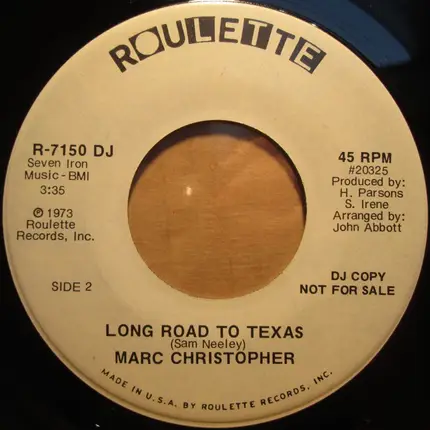 ROULETTE
R-7150 DJ
Seven Iron
Music-BMI
3:35
℗ 1973
Roulette
Records, Inc.
SIDE 2
45 RPM
#20325
Produced by:
H. Parsons
S. Irene
Arranged by:
John Abbott
DJ COPY
NOT FOR SALE
LONG ROAD TO TEXAS
(Sam Neeley)
MARC CHRISTOPHER
MADE IN U.S.A. BY ROULETTE RECORDS, INC.